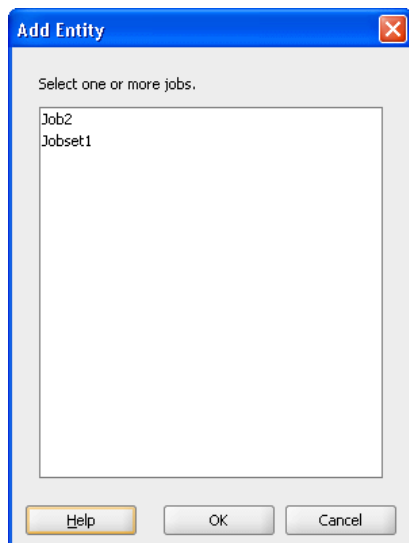 Add Entity
Select one or more jobs.
Job2
Jobset1
Help OK Cancel